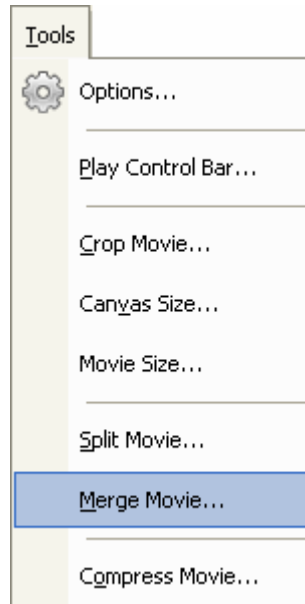 Tools
Options...
Play Control Bar...
Crop Movie...
Canvas Size...
Movie Size...
Split Movie...
Merge Movie...
Compress Movie...